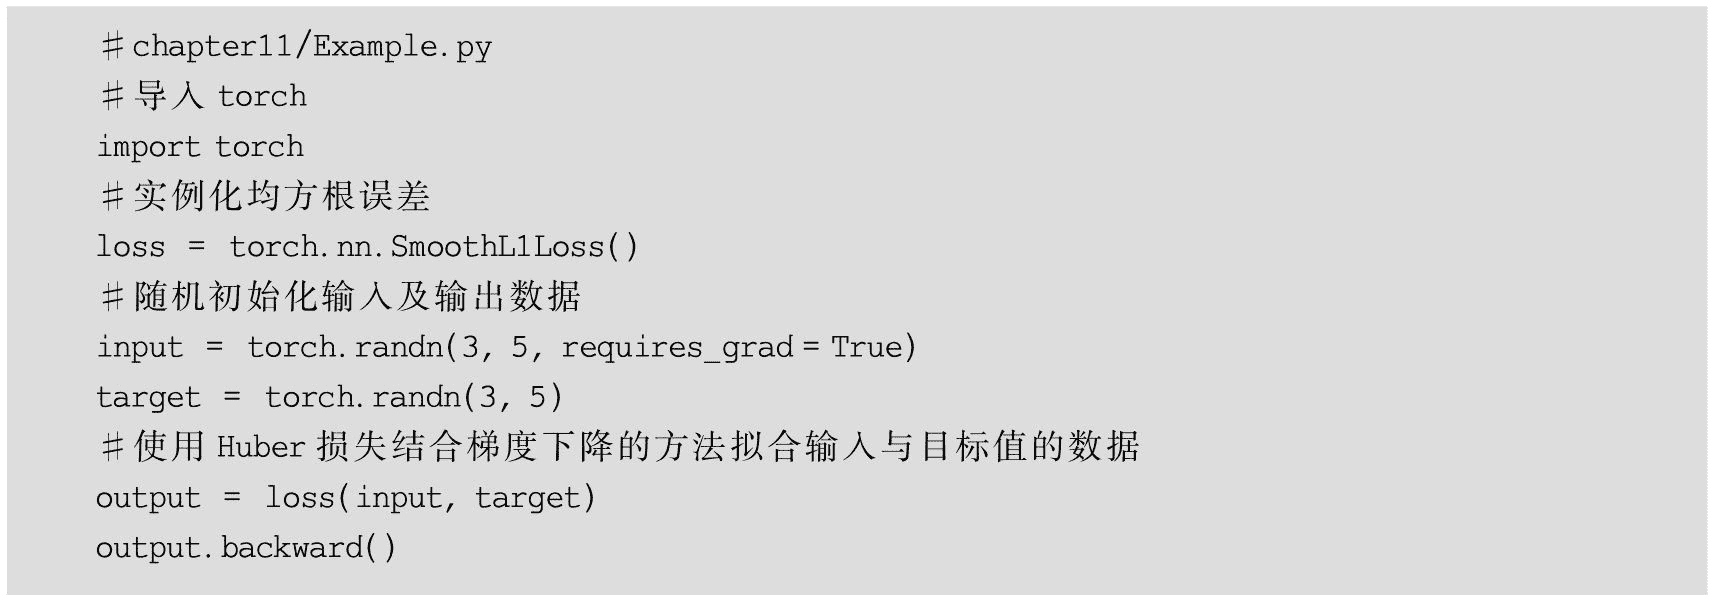 #chapter11/Example.py
#导入 torch
import torch
#实例化均方根误差
loss = torch.nn.SmoothL1Loss()
#随机初始化输入及输出数据
input = torch.randn(3, 5, requires_grad = True)
target = torch.randn(3, 5)
#使用 Huber 损失结合梯度下降的方法拟合输入与目标值的数据
output = loss(input, target)
output.backward()